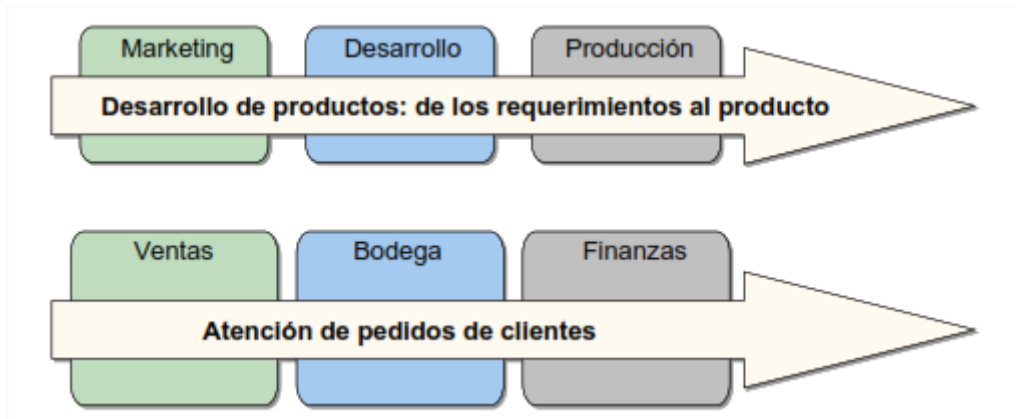 Marketing Desarrollo Producción
Desarrollo de productos: de los requerimientos al producto
Ventas Bodega Finanzas
Atención de pedidos de clientes